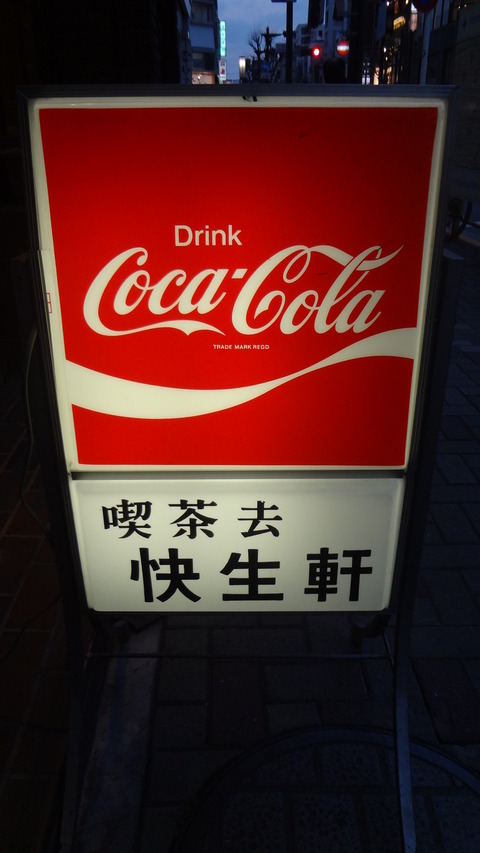 Drink
Coca-Cola
TRADE MARK REGD
喫茶去
快生軒